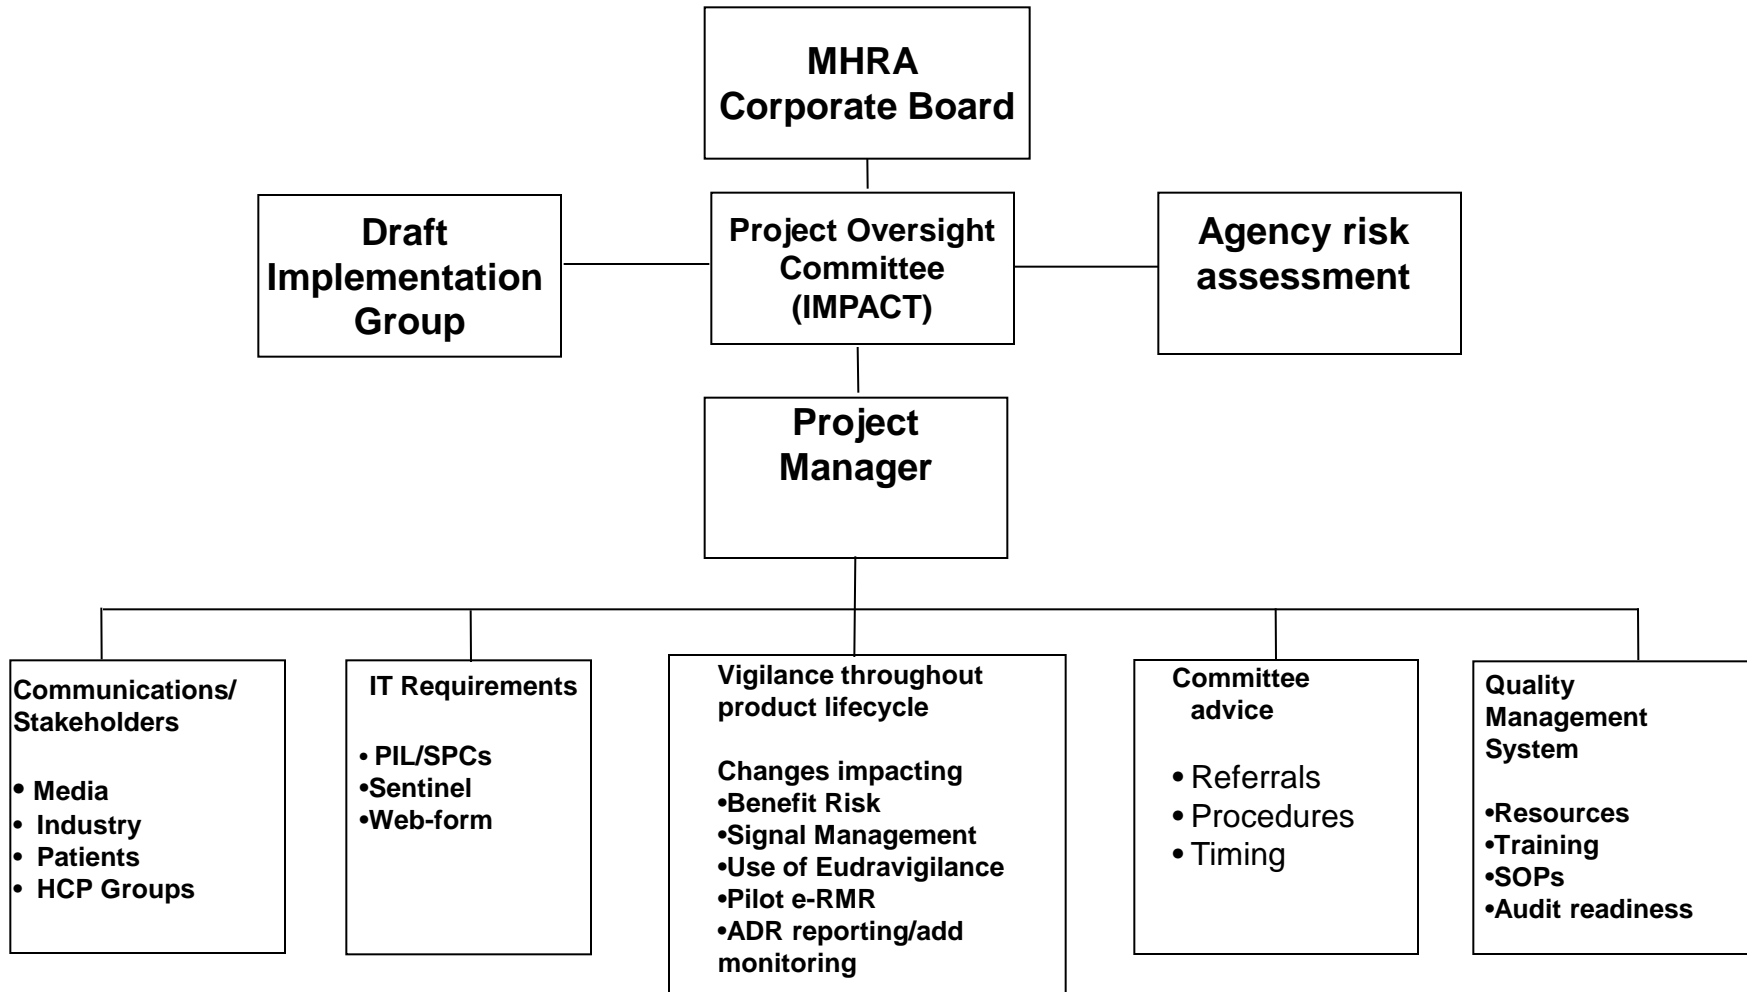 MHRA
Corporate Board
Draft
Implementation
Group
Project Oversight
Committee
(IMPACT)
Agency risk
assessment
Project
Manager
Communications/
Stakeholders
• Media
• Industry
• Patients
• HCP Groups
IT Requirements
• PIL/SPCs
•Sentinel
•Web-form
Vigilance throughout
product lifecycle
Changes impacting
•Benefit Risk
•Signal Management
•Use of Eudravigilance
•Pilot e-RMR
•ADR reporting/add
monitoring
Committee
advice
• Referrals
• Procedures
• Timing
Quality
Management
System
•Resources
•Training
•SOPs
•Audit readiness